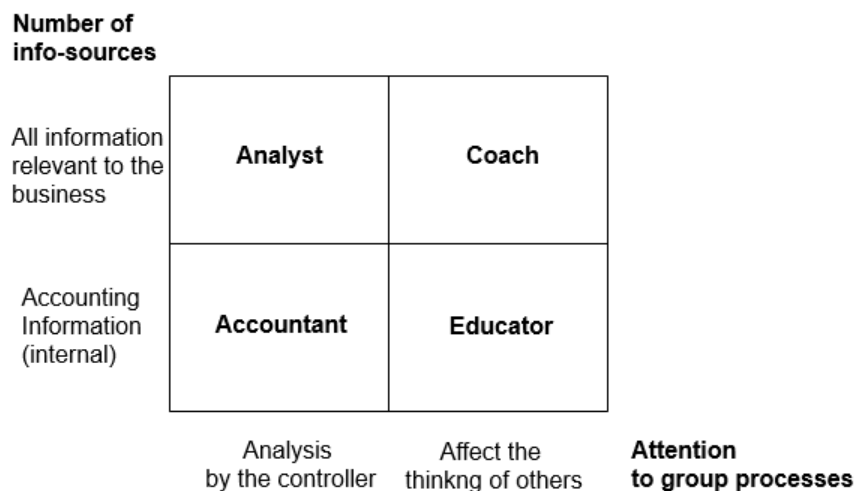 Number of
info-sources
All information
relevant to the
business
Analyst
Coach
Accounting
Information
(internal)
Accountant
Educator
Analysis
by the controller
Affect the
thinkng of others
Attention
to group processes